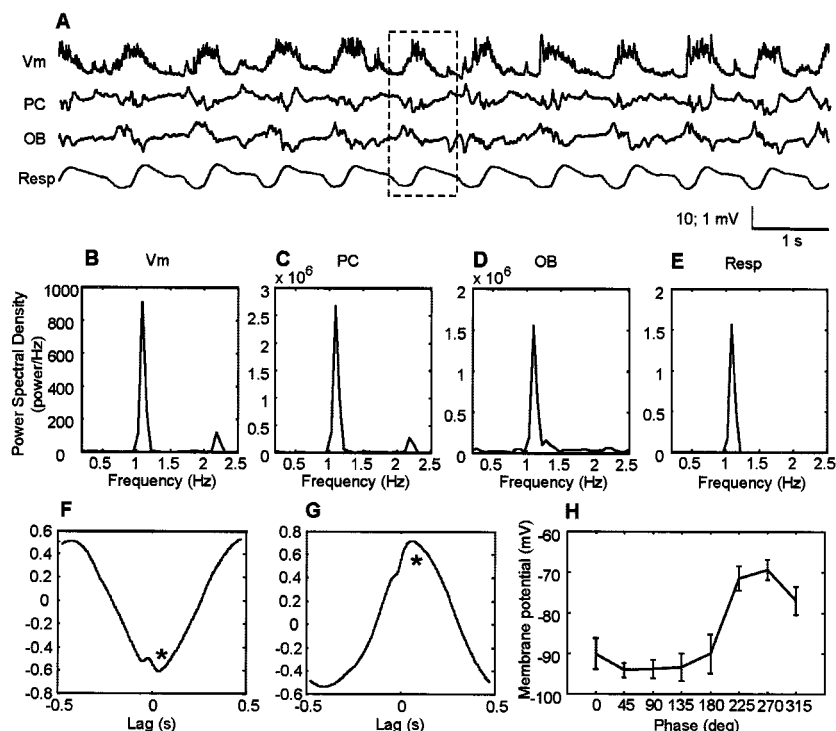 A
Vm
PC
OB
Resp
10; 1 mV
1 s
B Vm
C PC
D OB
E Resp
x 10^6
x 10^6
Power Spectral Density
(power/Hz)
1000
800
600
400
200
0
0.5 1 1.5 2 2.5
Frequency (Hz)
3
2.5
2
1.5
1
0.5
0
0.5 1 1.5 2 2.5
Frequency (Hz)
2
1.5
1
0.5
0
0.5 1 1.5 2 2.5
Frequency (Hz)
2
1.5
1
0.5
0
0.5 1 1.5 2 2.5
Frequency (Hz)
F
0.6
0.4
0.2
0
-0.2
-0.4
-0.6
-0.8
*
-0.5 0 0.5
Lag (s)
G
0.8
0.6
0.4
0.2
0
-0.2
-0.4
-0.6
*
-0.5 0 0.5
Lag (s)
H
Membrane potential (mV)
-60
-70
-80
-90
-100
0 45 90 135 180 225 270 315
Phase (deg)